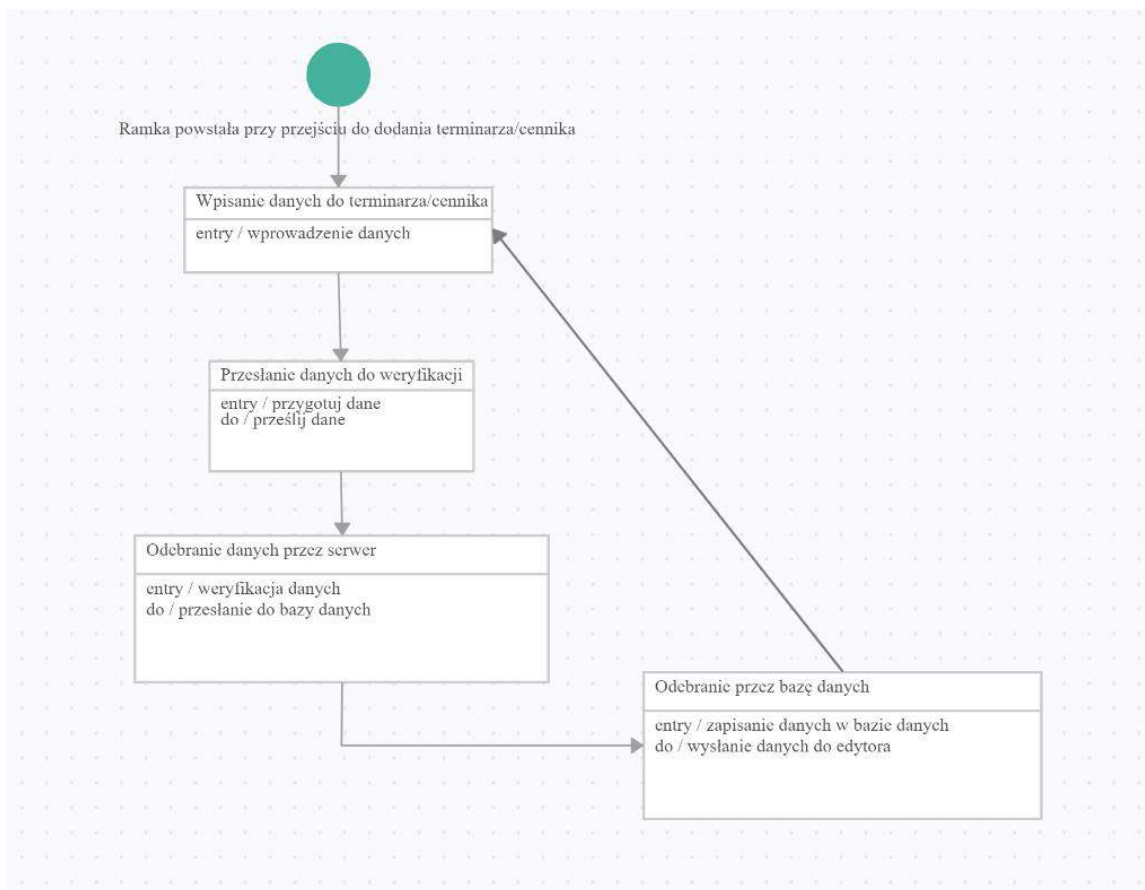 Ramka powstała przy przejściu do dodania terminarza/cennika
Wpisanie danych do terminarza/cennika
entry / wprowadzenie danych
Przesłanie danych do weryfikacji
entry / przygotuj dane
do / prześlij dane
Odebranie danych przez serwer
entry / weryfikacja danych
do / przesłanie do bazy danych
Odebranie przez bazę danych
entry / zapisanie danych w bazie danych
do / wysłanie danych do edytora